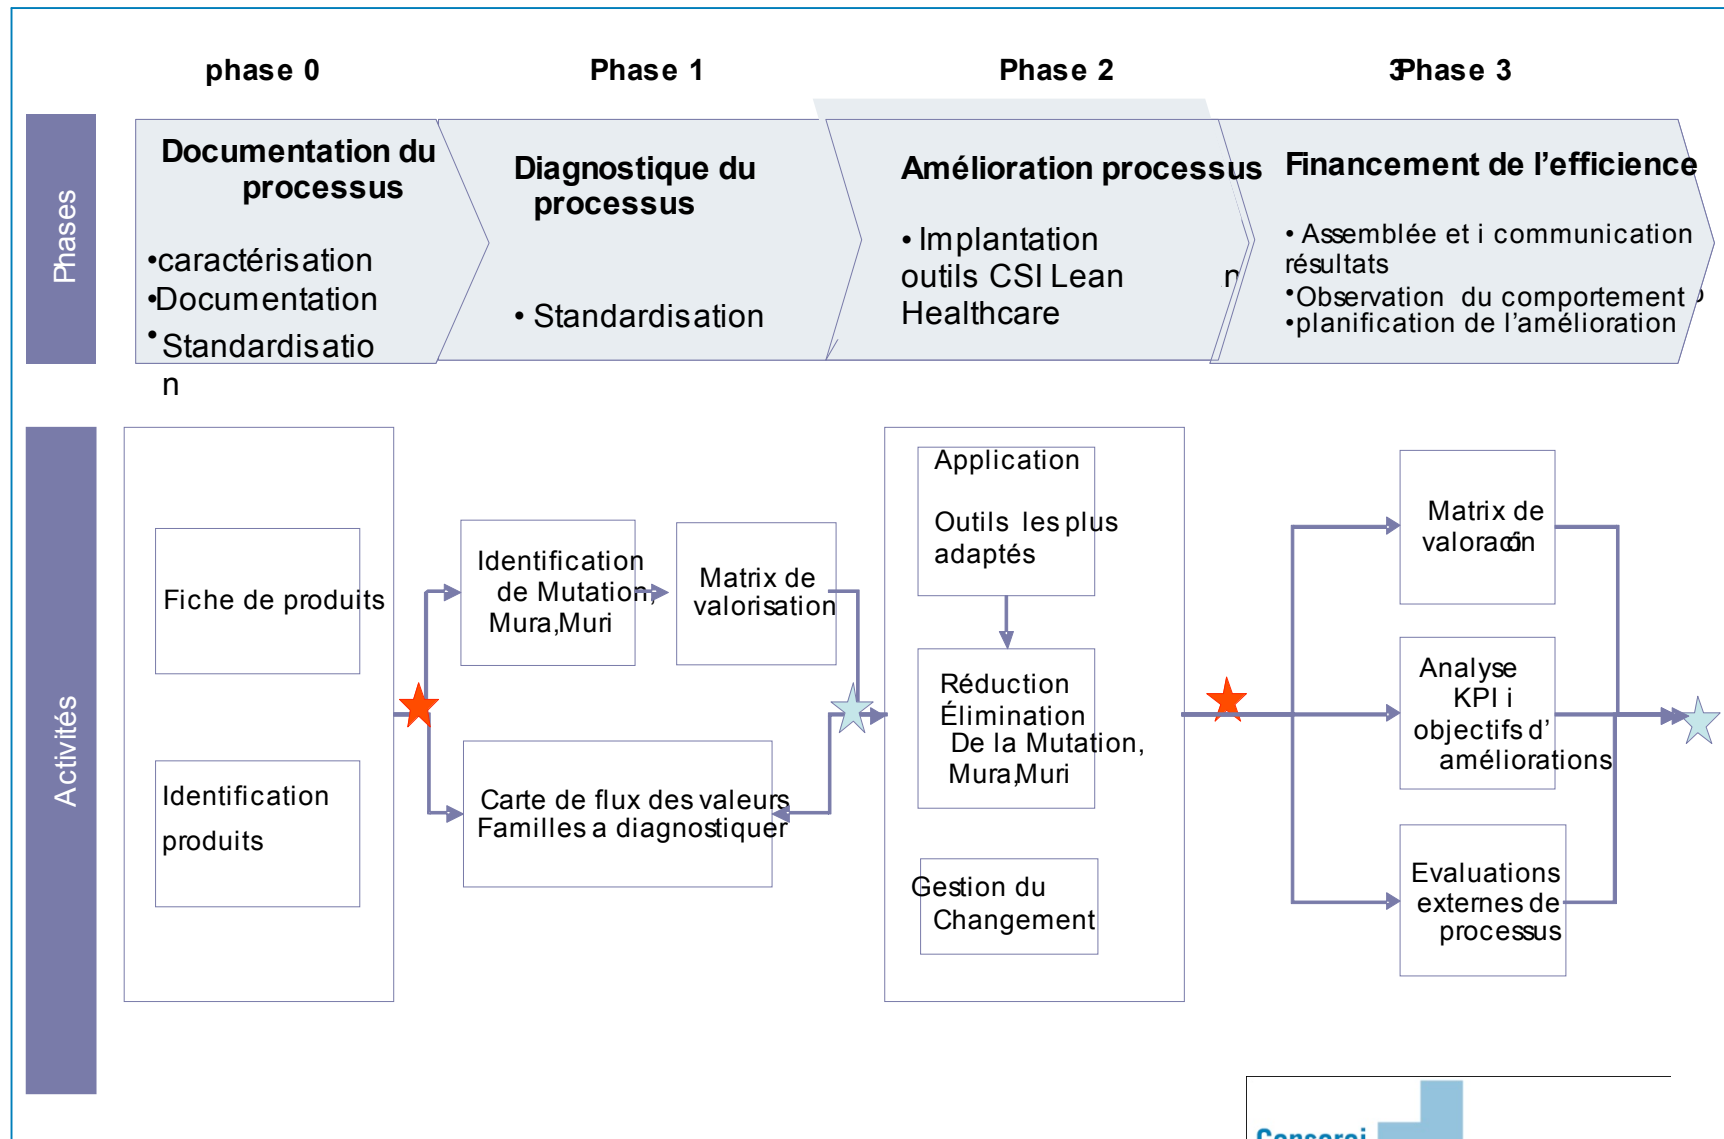 phase 0
Phase 1
Phase 2
Phase 3
Phases
Documentation du
processus
•caractérisation
•Documentation
• Standardisatio
n
Diagnostique du
processus
• Standardisation
Amélioration processus
• Implantation
outils CSI Lean
Healthcare
Financement de l'efficience
• Assemblée et i communication
résultats
•Observation du comportement
•planification de l'amélioration
Activités
Fiche de produits
Identification
produits
Identification
de Mutation,
Mura,Muri
Matrix de
valorisation
Carte de flux des valeurs
Familles a diagnostiquer
Application
Outils les plus
adaptés
Réduction
Élimination
De la Mutation,
Mura,Muri
Gestion du
Changement
Matrix de
valoración
Analyse
KPI i
objectifs d'
améliorations
Evaluations
externes de
processus